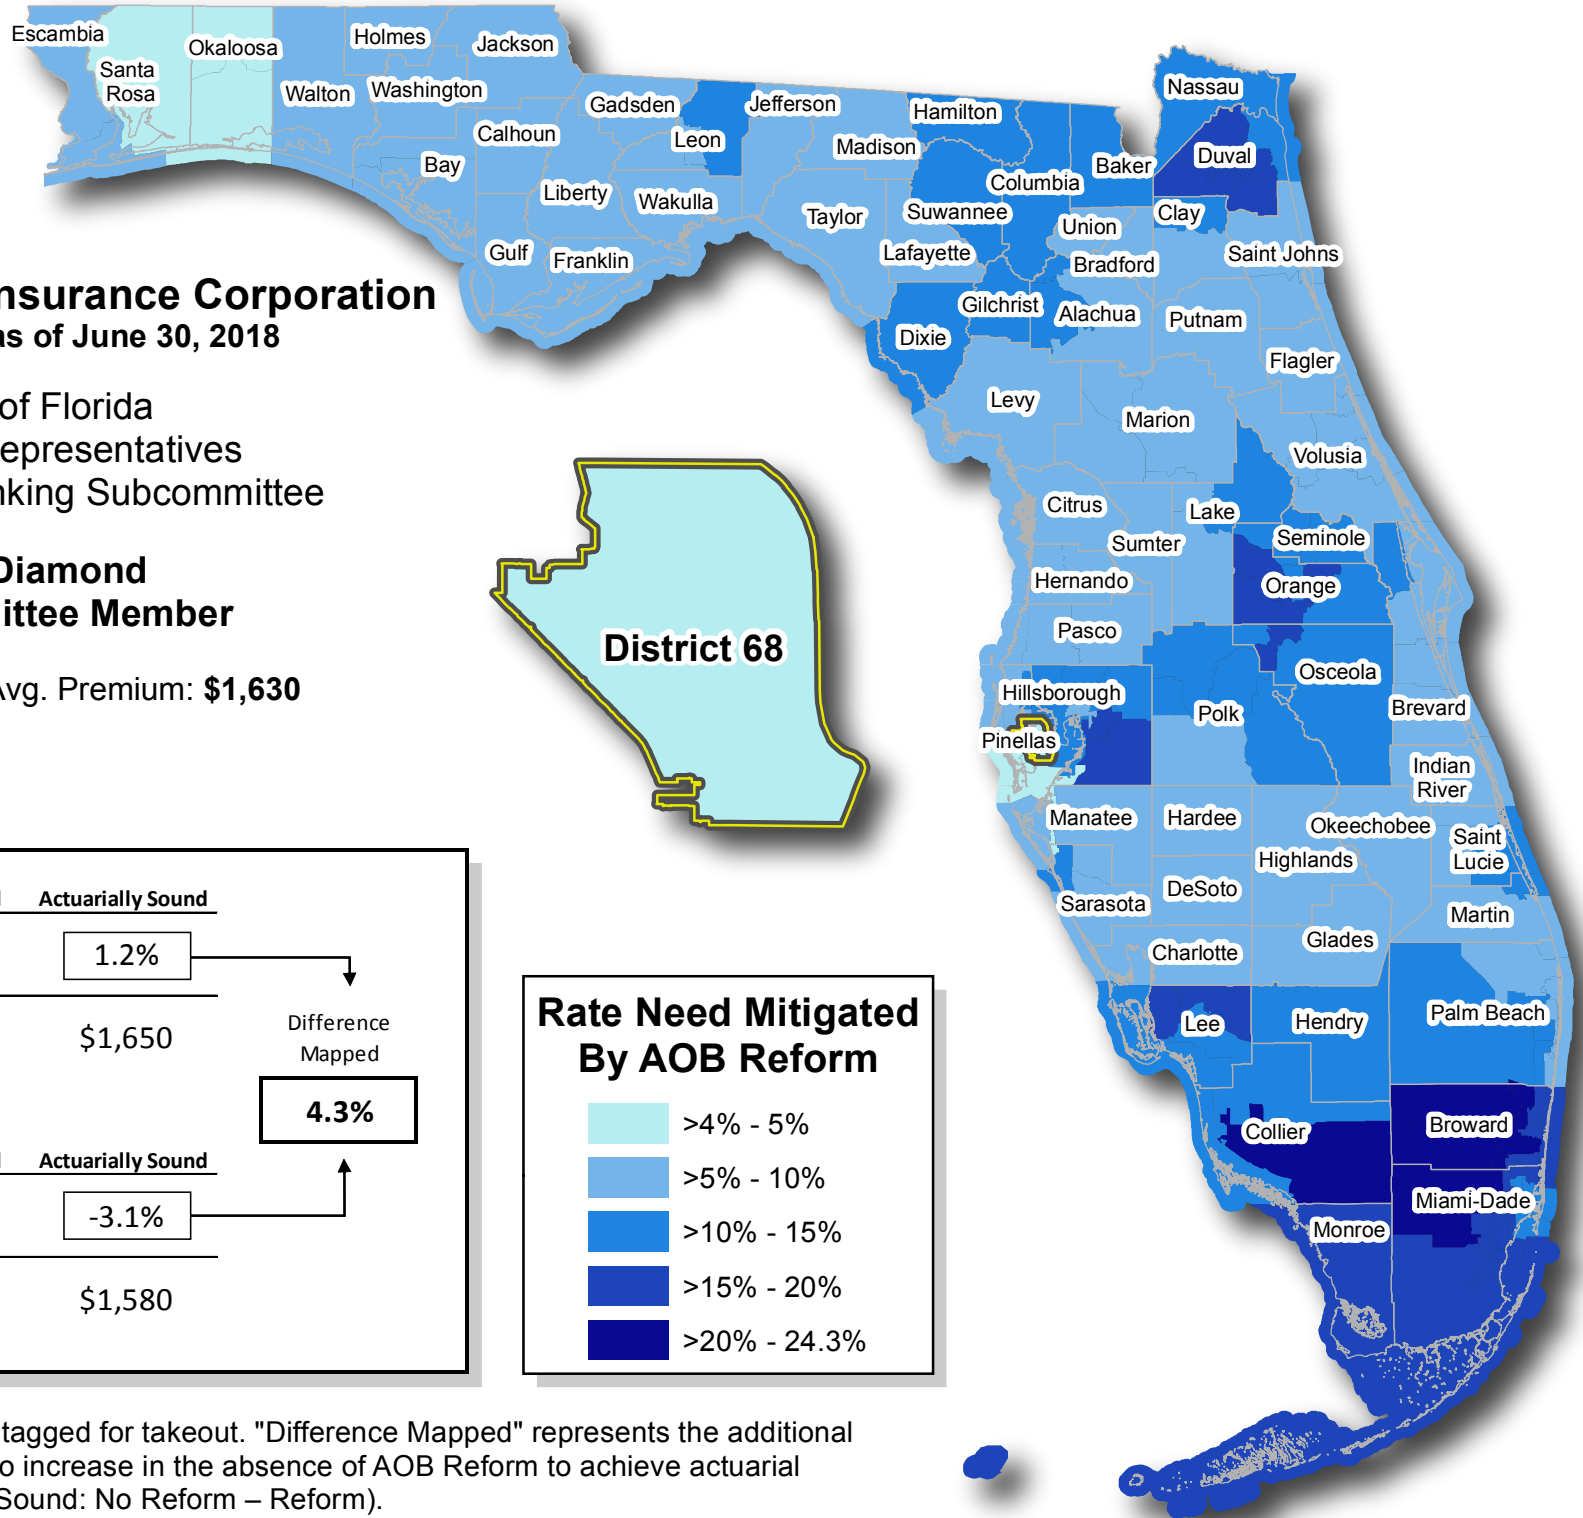 Escambia
Santa
Rosa
Okaloosa
Holmes
Jackson
Walton
Washington
Calhoun
Bay
Gadsden
Leon
Jefferson
Liberty
Wakulla
Gulf
Franklin
Madison
Taylor
Hamilton
Suwannee
Lafayette
Columbia
Baker
Nassau
Duval
Union
Clay
Bradford
Saint Johns
Gilchrist
Alachua
Putnam
Dixie
Flagler
Levy
Marion
Volusia
Citrus
Lake
Sumter
Seminole
Hernando
Orange
Pasco
Osceola
Hillsborough
Polk
Brevard
Pinellas
Indian
River
Manatee
Hardee
Okeechobee
Saint
Lucie
Highlands
DeSoto
Sarasota
Martin
Charlotte
Glades
Lee
Hendry
Palm Beach
Collier
Broward
Miami-Dade
Monroe
nsurance Corporation
as of June 30, 2018
of Florida
epresentatives
nking Subcommittee
Diamond
ittee Member
Avg. Premium: $1,630
District 68
Actuarially Sound
1.2%
$1,650
Difference
Mapped
4.3%
Actuarially Sound
-3.1%
$1,580
Rate Need Mitigated
By AOB Reform
>4% - 5%
>5% - 10%
>10% - 15%
>15% - 20%
>20% - 24.3%
tagged for takeout. "Difference Mapped" represents the additional
o increase in the absence of AOB Reform to achieve actuarial
Sound: No Reform – Reform).